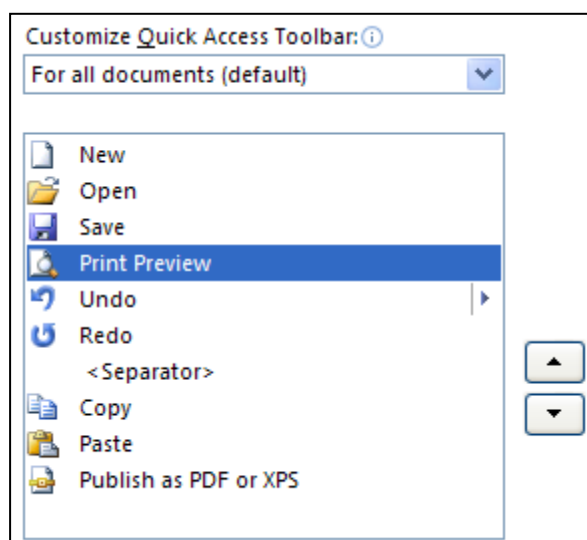 Customize Quick Access Toolbar:
For all documents (default)
New
Open
Save
Print Preview
Undo
Redo
<Separator>
Copy
Paste
Publish as PDF or XPS